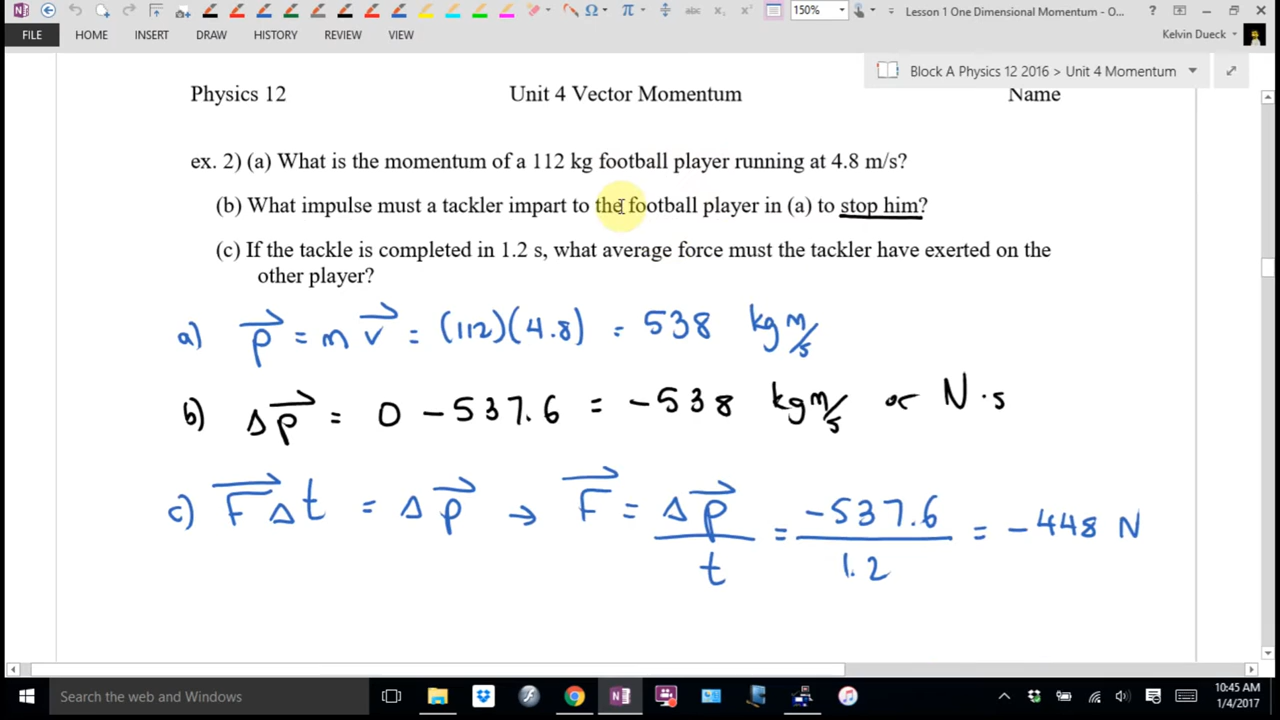 150%
Lesson 1 One Dimensional Momentum - O...
FILE HOME INSERT DRAW HISTORY REVIEW VIEW
Kelvin Dueck
Block A Physics 12 2016 > Unit 4 Momentum
Physics 12 Unit 4 Vector Momentum Name
ex. 2) (a) What is the momentum of a 112 kg football player running at 4.8 m/s?
(b) What impulse must a tackler impart to the football player in (a) to stop him?
(c) If the tackle is completed in 1.2 s, what average force must the tackler have exerted on the
other player?
a) p⃗ = m v⃗ = (112)(4.8) = 538 kg m/s
b) Δp⃗ = 0 - 537.6 = -538 kg m/s or N·s
c) F⃗ Δt = Δp⃗ → F⃗ = Δp⃗/t = -537.6/1.2 = -448 N
Search the web and Windows
10:45 AM
1/4/2017